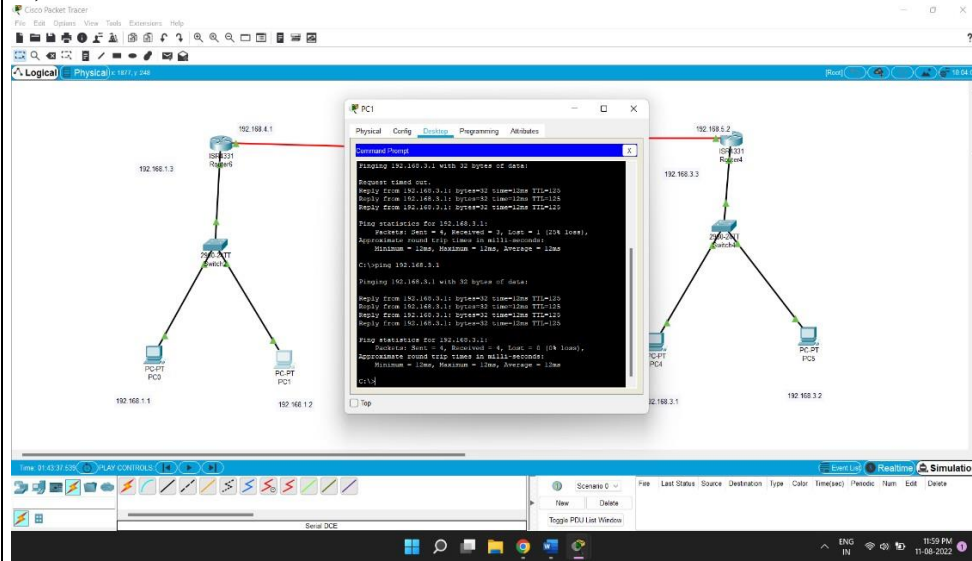 Cisco Packet Tracer
File Edit Options View Tools Extensions Help
?
Logical Physical x: 1877, y: 248 [Root] 18:04:0
PC1
Physical Config Desktop Programming Attributes
Command Prompt X
Pinging 192.168.3.1 with 32 bytes of data:
Request timed out.
Reply from 192.168.3.1: bytes=32 time=12ms TTL=125
Reply from 192.168.3.1: bytes=32 time=12ms TTL=125
Reply from 192.168.3.1: bytes=32 time=12ms TTL=125
Ping statistics for 192.168.3.1:
Packets: Sent = 4, Received = 3, Lost = 1 (25% loss),
Approximate round trip times in milli-seconds:
Minimum = 12ms, Maximum = 12ms, Average = 12ms
C:\>ping 192.168.3.1
Pinging 192.168.3.1 with 32 bytes of data:
Reply from 192.168.3.1: bytes=32 time=12ms TTL=125
Reply from 192.168.3.1: bytes=32 time=12ms TTL=125
Reply from 192.168.3.1: bytes=32 time=12ms TTL=125
Reply from 192.168.3.1: bytes=32 time=12ms TTL=125
Ping statistics for 192.168.3.1:
Packets: Sent = 4, Received = 4, Lost = 0 (0% loss),
Approximate round trip times in milli-seconds:
Minimum = 12ms, Maximum = 12ms, Average = 12ms
C:\>
Top
192.168.4.1
ISR4331
Router6
192.168.1.3
PC-PT
PC0
PC-PT
PC1
192.168.1.1
192.168.1.2
192.168.5.2
ISR4331
Router4
192.168.3.3
Switch4
PC-PT
PC4
PC-PT
PC5
92.168.3.1
192.168.3.2
Time: 01:43:37.639 PLAY CONTROLS: Event List Realtime Simulatio
Scenario 0
New Delete
Toggle PDU List Window
Fire Last Status Source Destination Type Color Time(sec) Periodic Num Edit Delete
Serial DCE
ENG
IN
11:59 PM
11-08-2022
1